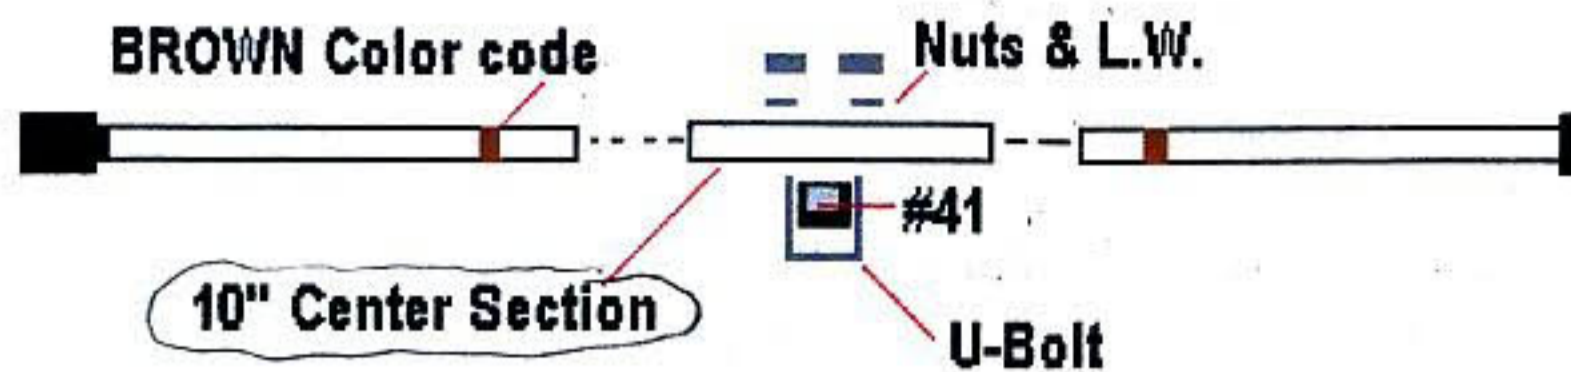 BROWN Color code
Nuts & L.W.
#41
10" Center Section
U-Bolt